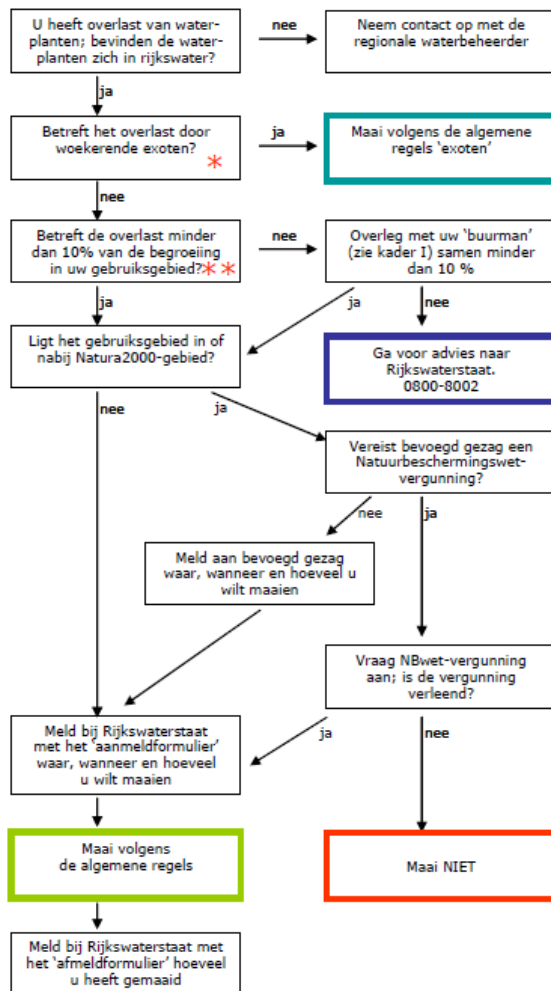 U heeft overlast van water-
planten; bevinden de water-
planten zich in rijkswater?
nee
Neem contact op met de
regionale waterbeheerder
ja
Betreft het overlast door
woekerende exoten?
*
ja
Maai volgens de algemene
regels 'exoten'
nee
Betreft de overlast minder
dan 10% van de begroeiing
in uw gebruiksgebied?**
nee
Overleg met uw 'buurman'
(zie kader I) samen minder
dan 10 %
ja
ja
nee
Ligt het gebruiksgebied in of
nabij Natura2000-gebied?
Ga voor advies naar
Rijkswaterstaat.
0800-8002
nee
ja
Vereist bevoegd gezag een
Natuurbeschermingswet-
vergunning?
nee
ja
Meld aan bevoegd gezag
waar, wanneer en hoeveel u
wilt maaien
Vraag NBwet-vergunning
aan; is de vergunning
verleend?
Meld bij Rijkswaterstaat
met het 'aanmeldformulier'
waar, wanneer en hoeveel
u wilt maaien
ja
nee
Maai volgens
de algemene regels
Maai NIET
Meld bij Rijkswaterstaat met
het 'afmeldformulier' hoeveel
u heeft gemaaid